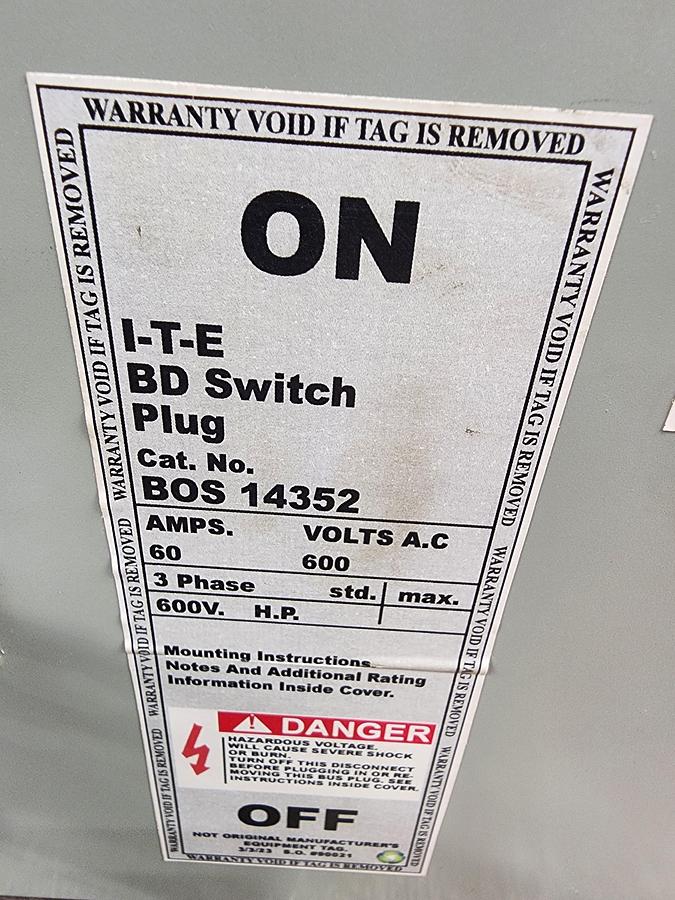 WARRANTY VOID IF TAG IS REMOVED
WARRANTY VOID IF TAG IS REMOVED
WARRANTY VOID IF TAG IS REMOVED
WARRANTY VOID IF TAG IS REMOVED
WARRANTY VOID IF TAG IS REMOVED
WARRANTY VOID IF TAG IS REMOVED
WARRANTY VOID IF TAG IS REMOVED
ON
I-T-E
BD Switch
Plug
Cat. No.
BOS 14352
AMPS. VOLTS A.C
60 600
3 Phase std. max.
600V. H.P.
Mounting Instructions
Notes And Additional Rating
Information Inside Cover.
DANGER
HAZARDOUS VOLTAGE.
WILL CAUSE SEVERE SHOCK
OR BURN.
TURN OFF THIS DISCONNECT
BEFORE PLUGGING IN OR RE-
MOVING THIS BUS PLUG. SEE
INSTRUCTIONS INSIDE COVER.
OFF
NOT ORIGINAL MANUFACTURER'S
EQUIPMENT TAG.
3/3/23 S.O.
WARRANTY VOID IF TAG IS REMOVED